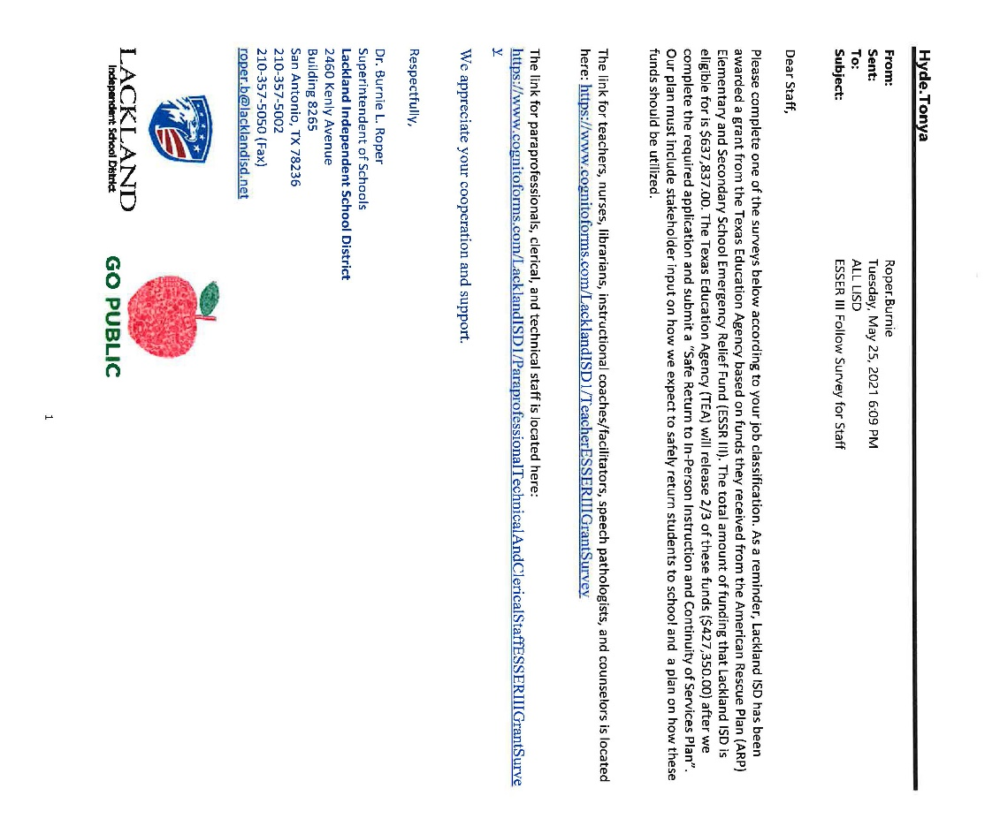 Hyde.Tonya
From: Roper.Burnie
Sent: Tuesday, May 25, 2021 6:09 PM
To: ALL LISD
Subject: ESSER III Follow Survey for Staff
Dear Staff,
Please complete one of the surveys below according to your job classification. As a reminder, Lackland ISD has been
awarded a grant from the Texas Education Agency based on funds they received from the American Rescue Plan (ARP)
Elementary and Secondary School Emergency Relief Fund (ESSR III). The total amount of funding that Lackland ISD is
eligible for is $637,837.00. The Texas Education Agency (TEA) will release 2/3 of these funds ($427,350.00) after we
complete the required application and submit a "Safe Return to In-Person Instruction and Continuity of Services Plan".
Our plan must include stakeholder input on how we expect to safely return students to school and a plan on how these
funds should be utilized.
The link for teachers, nurses, librarians, instructional coaches/facilitators, speech pathologists, and counselors is located
here: https://www.cognitoforms.com/LacklandISD1/TeacherESSERIIIGrantSurvey
The link for paraprofessionals, clerical, and technical staff is located here:
https://www.cognitoforms.com/LacklandISD1/ParaprofessionalTechnicalAndClericalStaffESSERIIIGrantSurve
y
We appreciate your cooperation and support.
Respectfully,
Dr. Burnie L. Roper
Superintendent of Schools
Lackland Independent School District
2460 Kenly Avenue
Building 8265
San Antonio, TX 78236
210-357-5002
210-357-5050 (Fax)
roper.b@lacklandisd.net
LACKLAND
Independent School District
GO PUBLIC
1